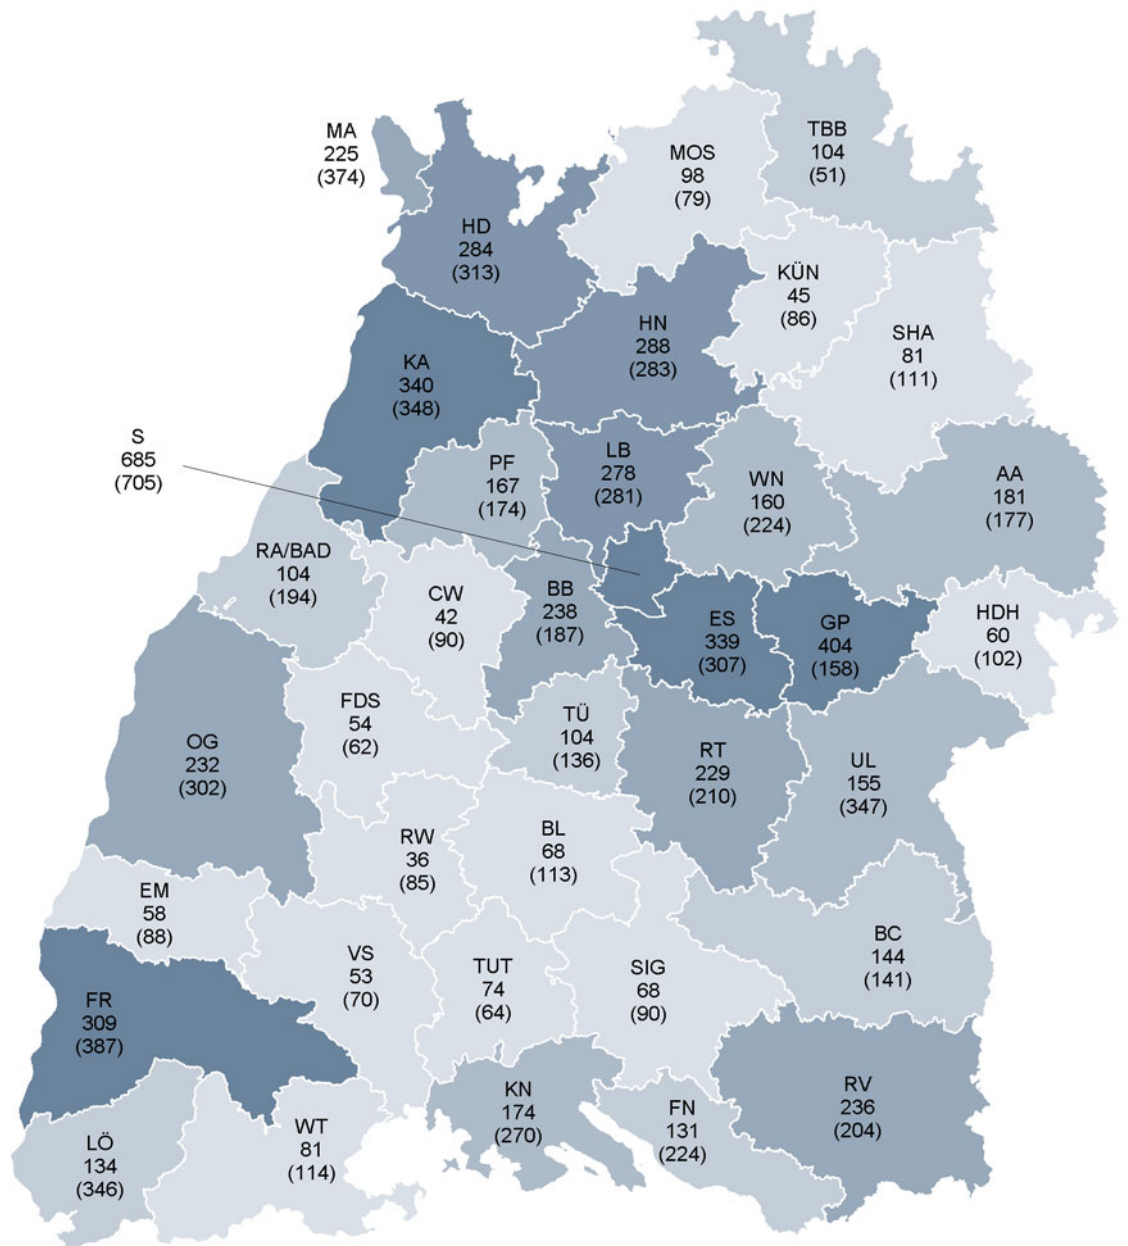 TBB
104
(51)
MA
225
(374)
MOS
98
(79)
HD
284
(313)
KÜN
45
(86)
HN
288
(283)
SHA
81
(111)
KA
340
(348)
S
685
(705)
PF
167
(174)
LB
278
(281)
WN
160
(224)
AA
181
(177)
RA/BAD
104
(194)
CW
42
(90)
BB
238
(187)
ES
339
(307)
GP
404
(158)
HDH
60
(102)
FDS
54
(62)
TÜ
104
(136)
OG
232
(302)
RT
229
(210)
UL
155
(347)
RW
36
(85)
BL
68
(113)
EM
58
(88)
BC
144
(141)
VS
53
(70)
TUT
74
(64)
SIG
68
(90)
FR
309
(387)
KN
174
(270)
FN
131
(224)
RV
236
(204)
LÖ
134
(346)
WT
81
(114)